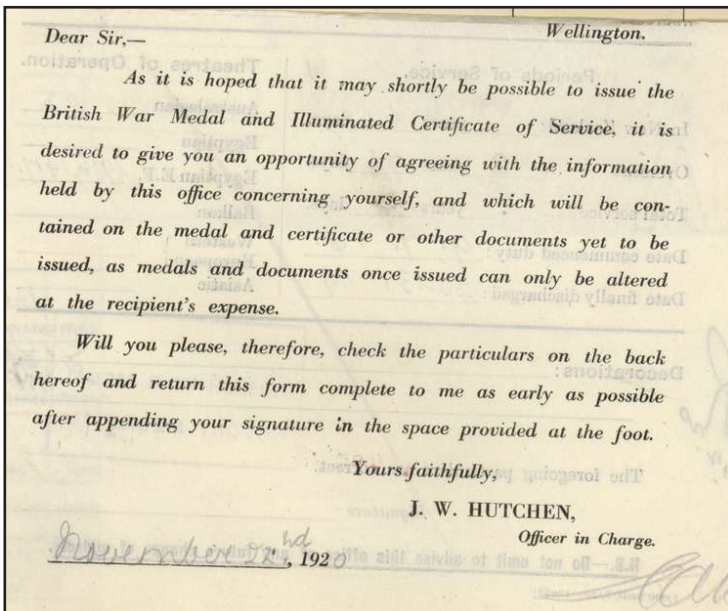 Wellington.
Dear Sir,—
As it is hoped that it may shortly be possible to issue the
British War Medal and Illuminated Certificate of Service, it is
desired to give you an opportunity of agreeing with the information
held by this office concerning yourself, and which will be con-
tained on the medal and certificate or other documents yet to be
issued, as medals and documents once issued can only be altered
at the recipient's expense.
Will you please, therefore, check the particulars on the back
hereof and return this form complete to me as early as possible
after appending your signature in the space provided at the foot.
Yours faithfully,
J. W. HUTCHEN,
Officer in Charge.
November 22nd, 1920